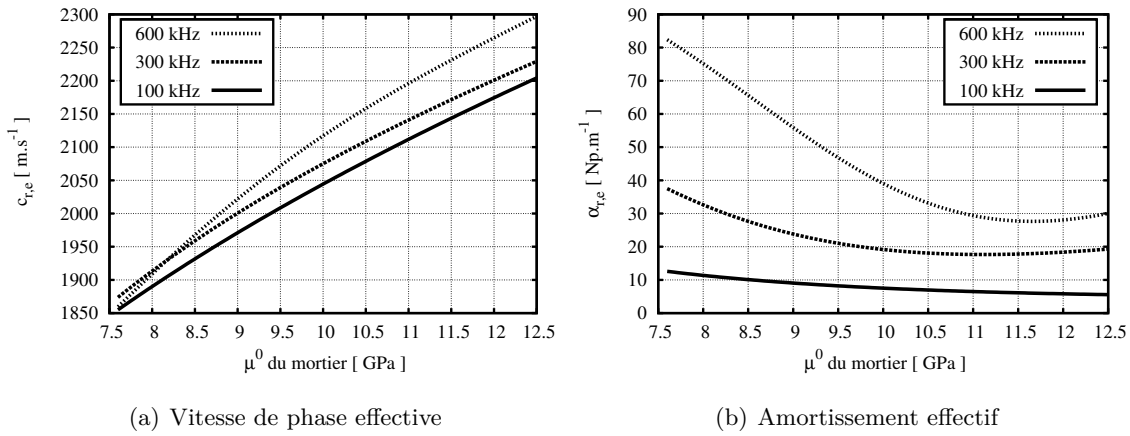 2300
2250
2200
2150
2100
2050
2000
1950
1900
1850
7.5 8 8.5 9 9.5 10 10.5 11 11.5 12 12.5
c_{r,e} [ m.s^{-1} ]
μ^0 du mortier [ GPa ]
600 kHz
300 kHz
100 kHz
(a) Vitesse de phase effective
90
80
70
60
50
40
30
20
10
0
7.5 8 8.5 9 9.5 10 10.5 11 11.5 12 12.5
α_{r,e} [ Np.m^{-1} ]
μ^0 du mortier [ GPa ]
600 kHz
300 kHz
100 kHz
(b) Amortissement effectif